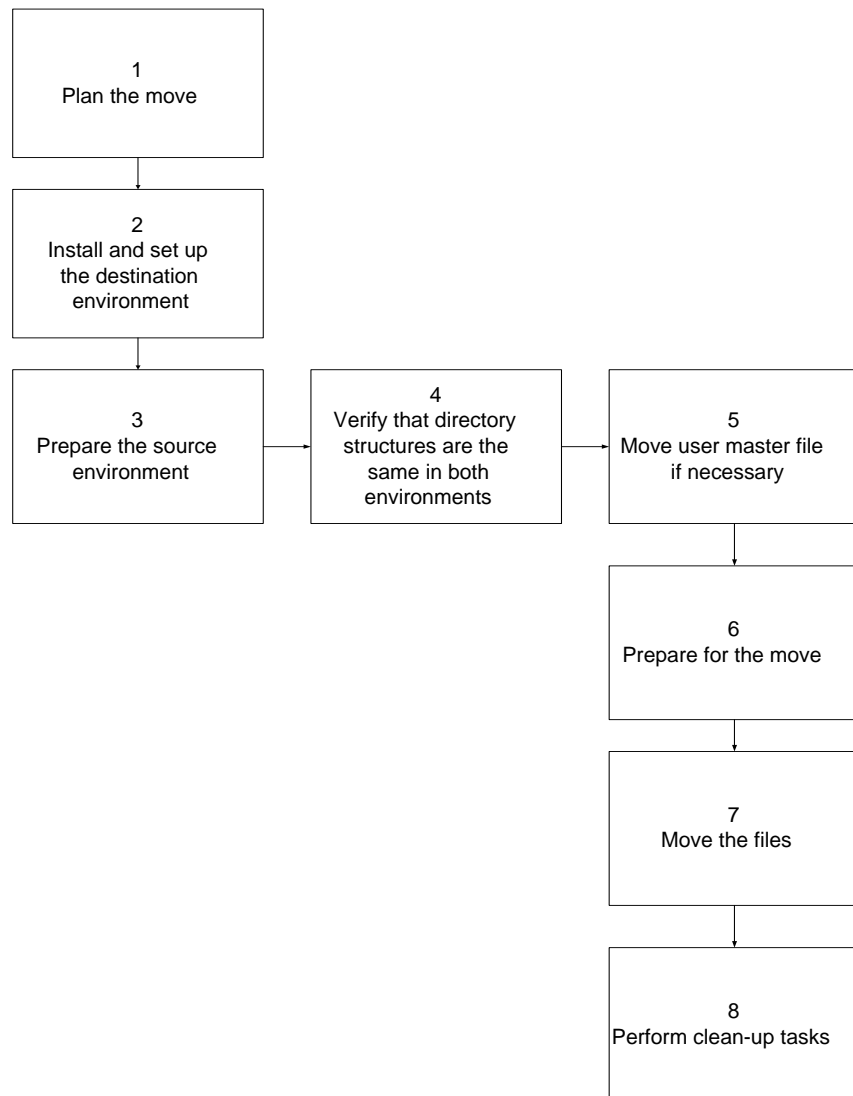 1
Plan the move
2
Install and set up
the destination
environment
3
Prepare the source
environment
4
Verify that directory
structures are the
same in both
environments
5
Move user master file
if necessary
6
Prepare for the move
7
Move the files
8
Perform clean-up tasks